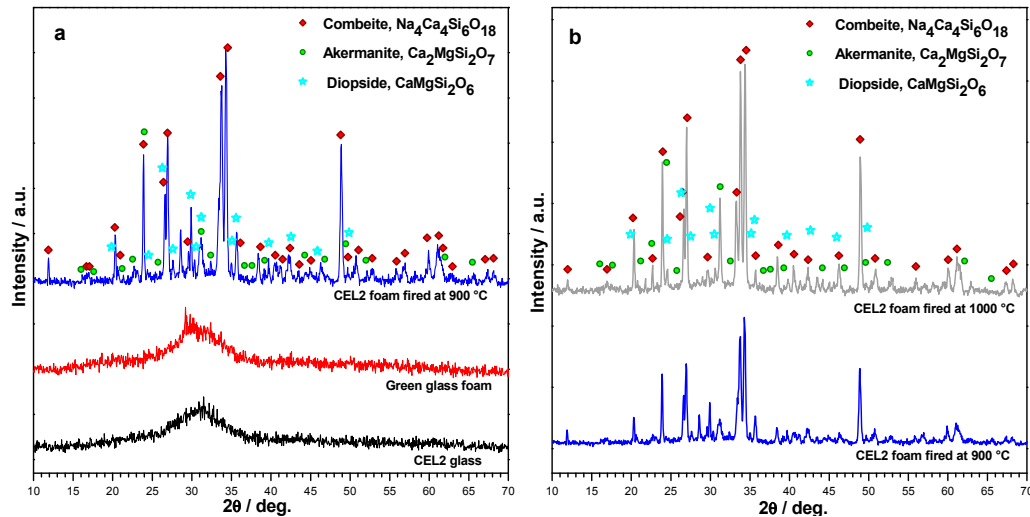 a
Combeite, Na4Ca4Si6O18
Akermanite, Ca2MgSi2O7
Diopside, CaMgSi2O6
Intensity / a.u.
CEL2 foam fired at 900 °C
Green glass foam
CEL2 glass
10 15 20 25 30 35 40 45 50 55 60 65 70
2θ / deg.
b
Combeite, Na4Ca4Si6O18
Akermanite, Ca2MgSi2O7
Diopside, CaMgSi2O6
Intensity / a.u.
CEL2 foam fired at 1000 °C
CEL2 foam fired at 900 °C
10 15 20 25 30 35 40 45 50 55 60 65 70
2θ / deg.